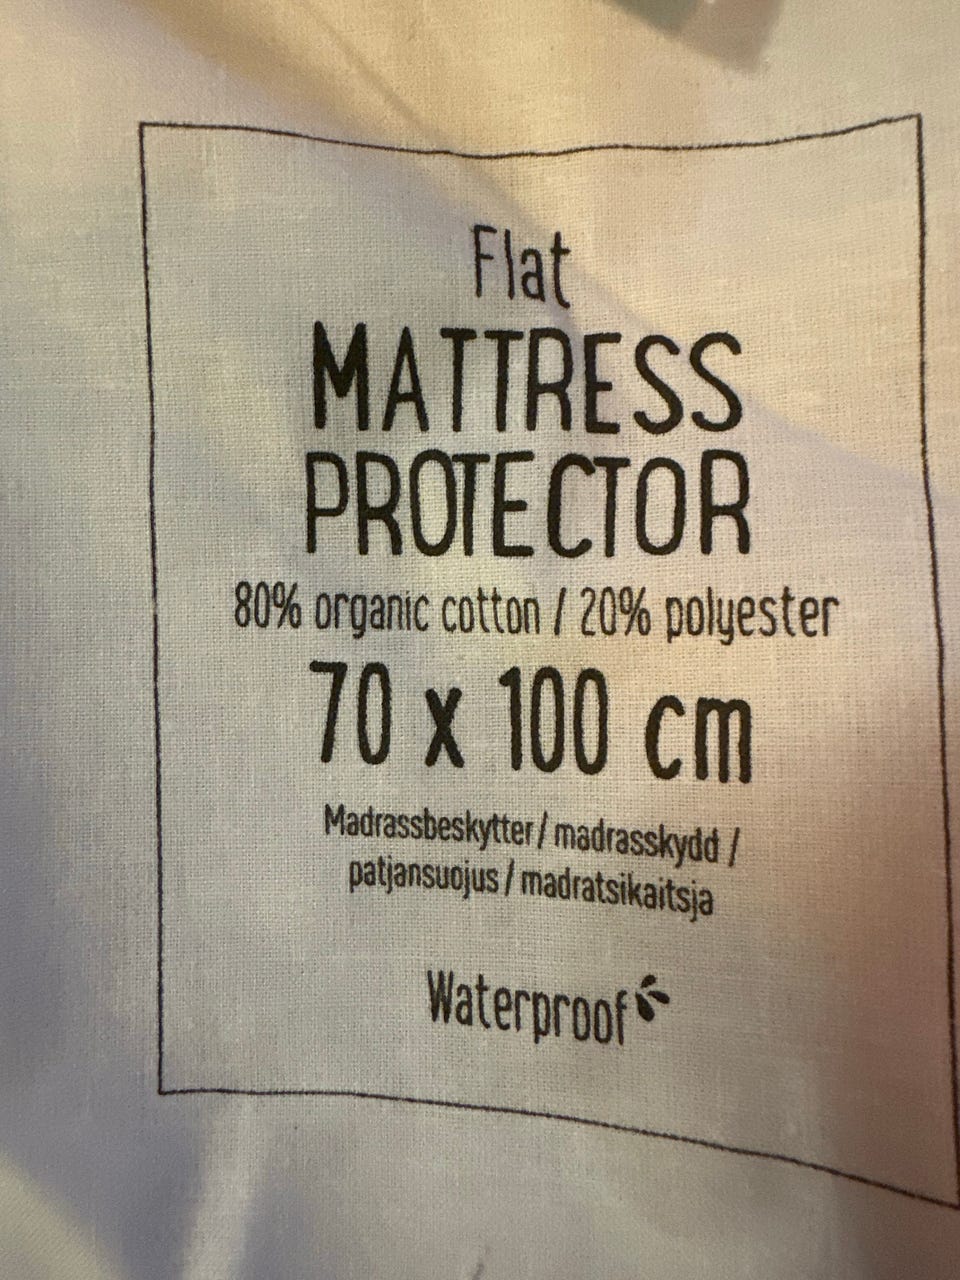 Flat
MATTRESS
PROTECTOR
80% organic cotton / 20% polyester
70 x 100 cm
Madrassbeskytter / madrasskydd /
patjansuojus / madratsikaitsja
Waterproof